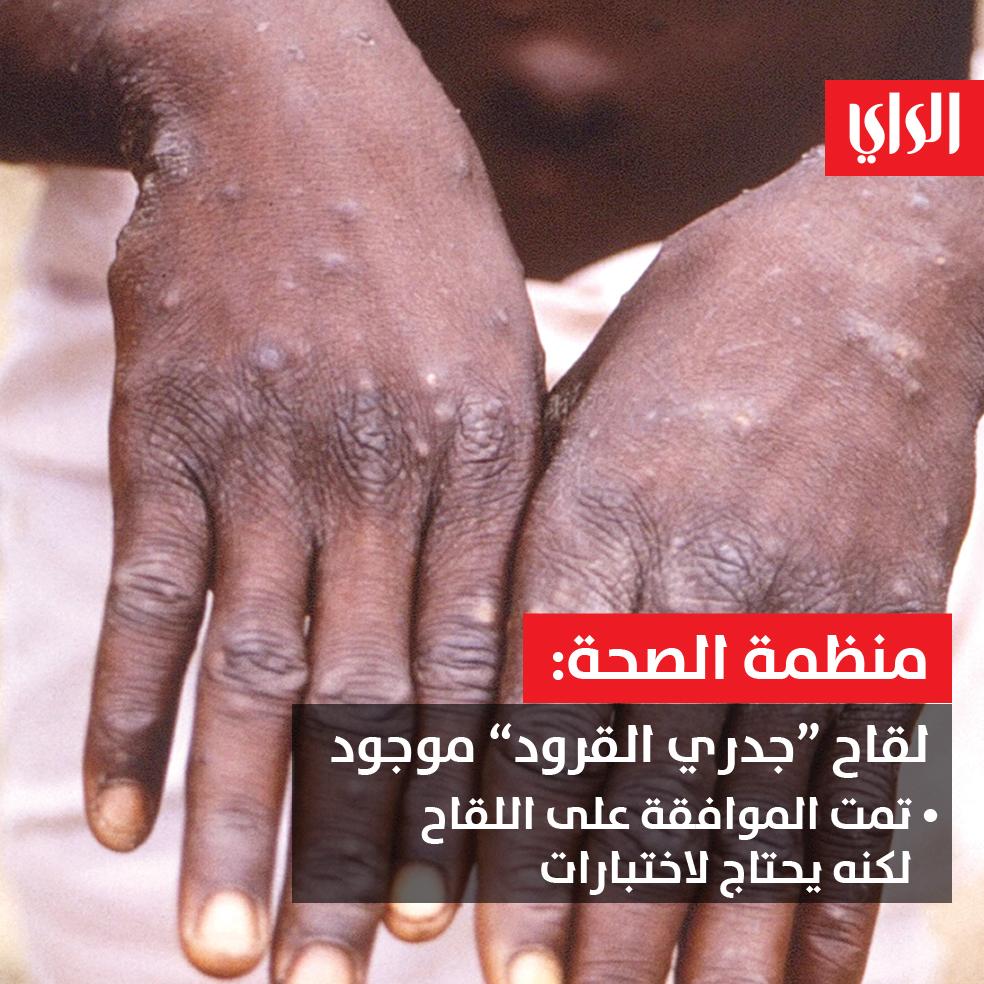 الراي
منظمة الصحة:
لقاح ”جدري القرود“ موجود
• تمت الموافقة على اللقاح
لكنه يحتاج لاختبارات